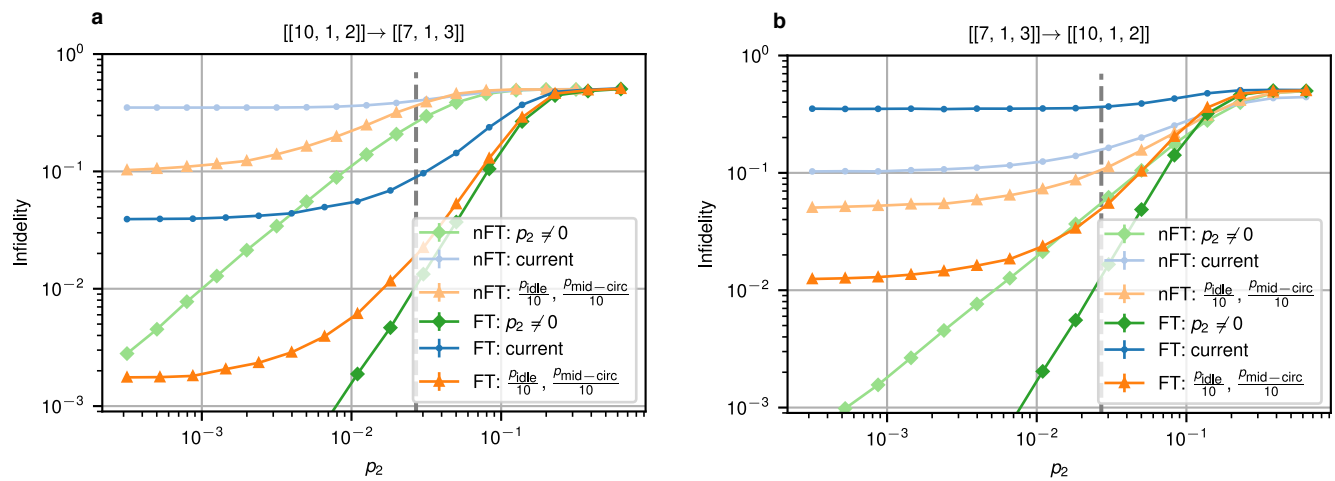 a
[[10, 1, 2]]→ [[7, 1, 3]]
Infidelity
10⁰
10⁻¹
10⁻²
10⁻³
nFT: p₂ ≠ 0
nFT: current
nFT: p_idle/10, p_mid−circ/10
FT: p₂ ≠ 0
FT: current
FT: p_idle/10, p_mid−circ/10
10⁻³ 10⁻² 10⁻¹
p₂
b
[[7, 1, 3]]→ [[10, 1, 2]]
Infidelity
10⁰
10⁻¹
10⁻²
10⁻³
nFT: p₂ ≠ 0
nFT: current
nFT: p_idle/10, p_mid−circ/10
FT: p₂ ≠ 0
FT: current
FT: p_idle/10, p_mid−circ/10
10⁻³ 10⁻² 10⁻¹
p₂